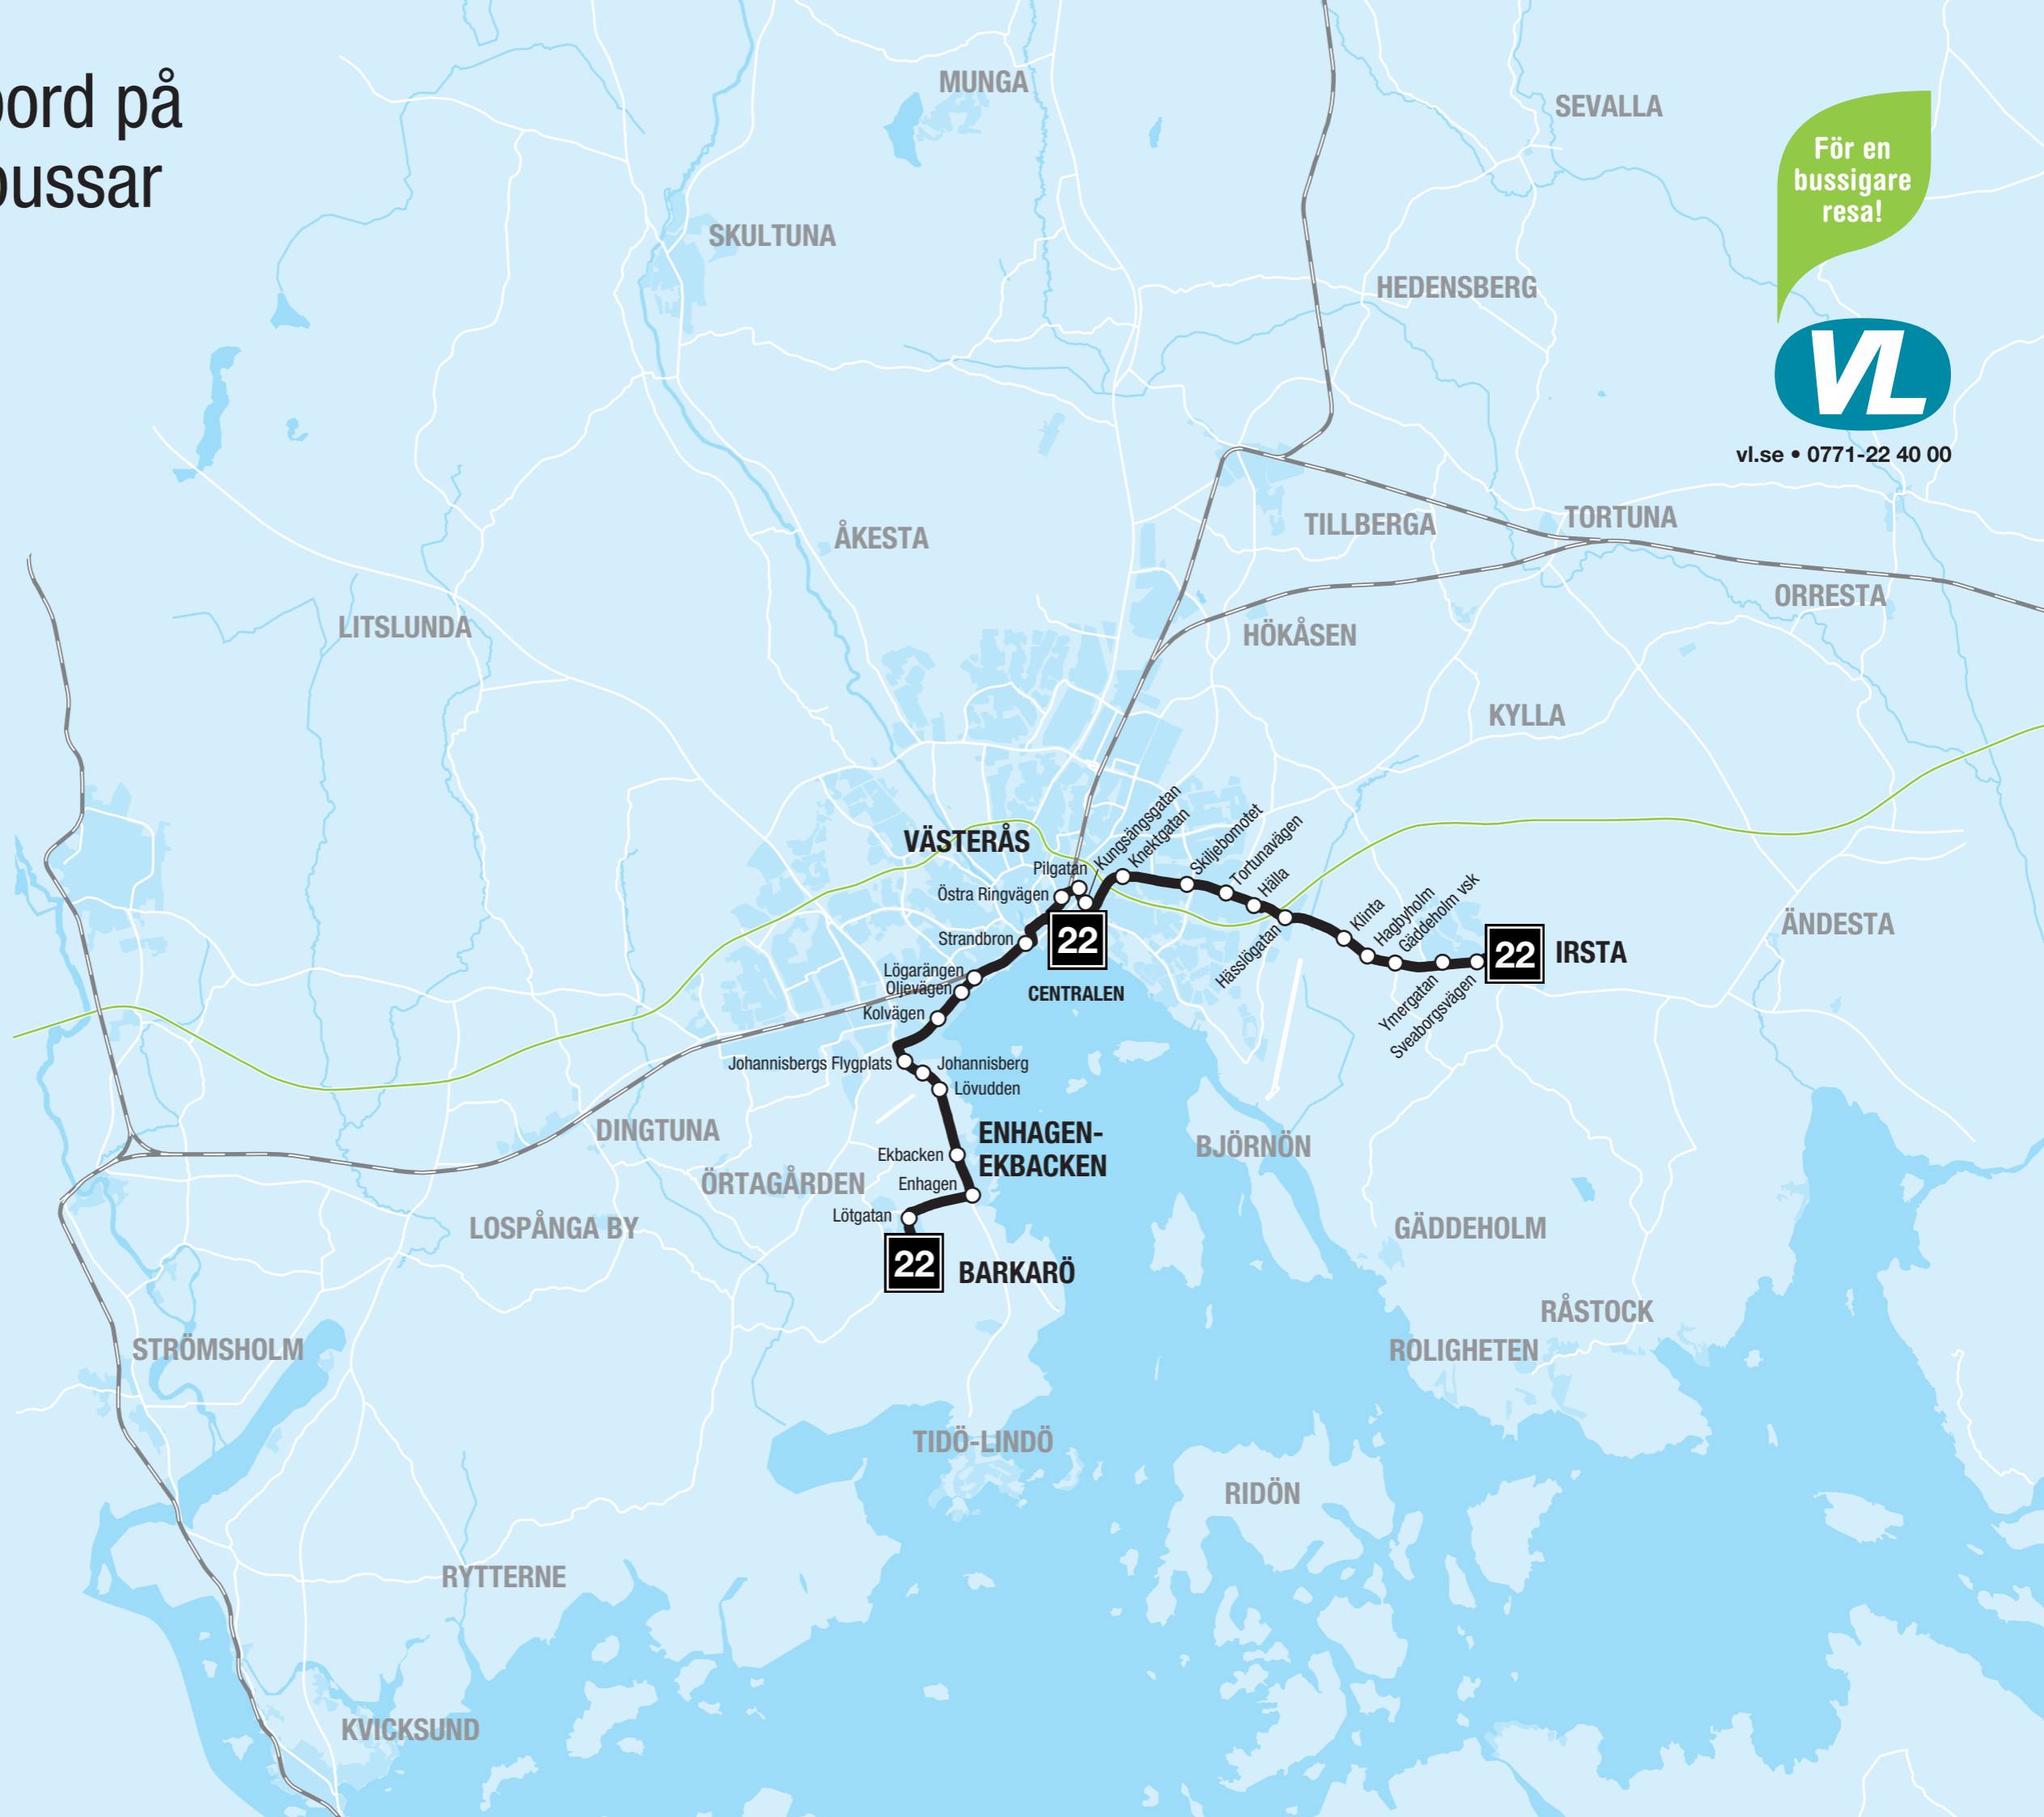 ord på
ussar
MUNGA
SEVALLA
För en
bussigare
resa!
SKULTUNA
HEDENSBERG
VL
vl.se • 0771-22 40 00
ÅKESTA
TILLBERGA
TORTUNA
ORRESTA
LITSLUNDA
HÖKÅSEN
KYLLA
VÄSTERÅS
Pilgatan
Kungsängsgatan
Knektgatan
Skiljebomotet
Tortunavägen
Hälla
Östra Ringvägen
Strandbron
22
CENTRALEN
Hässlögatan
Klinta
Hagbyholm
Gäddeholm vsk
22
IRSTA
ÄNDESTA
Lögarängen
Oljevägen
Kolvägen
Ymergatan
Sveaborgsvägen
Johannisbergs Flygplats
Johannisberg
Lövudden
DINGTUNA
ENHAGEN-
EKBACKEN
BJÖRNÖN
Ekbacken
ÖRTAGÅRDEN
Enhagen
Lötgatan
LOSPÅNGA BY
GÄDDEHOLM
22
BARKARÖ
RÅSTOCK
STRÖMSHOLM
ROLIGHETEN
TIDÖ-LINDÖ
RIDÖN
RYTTERNE
KVICKSUND